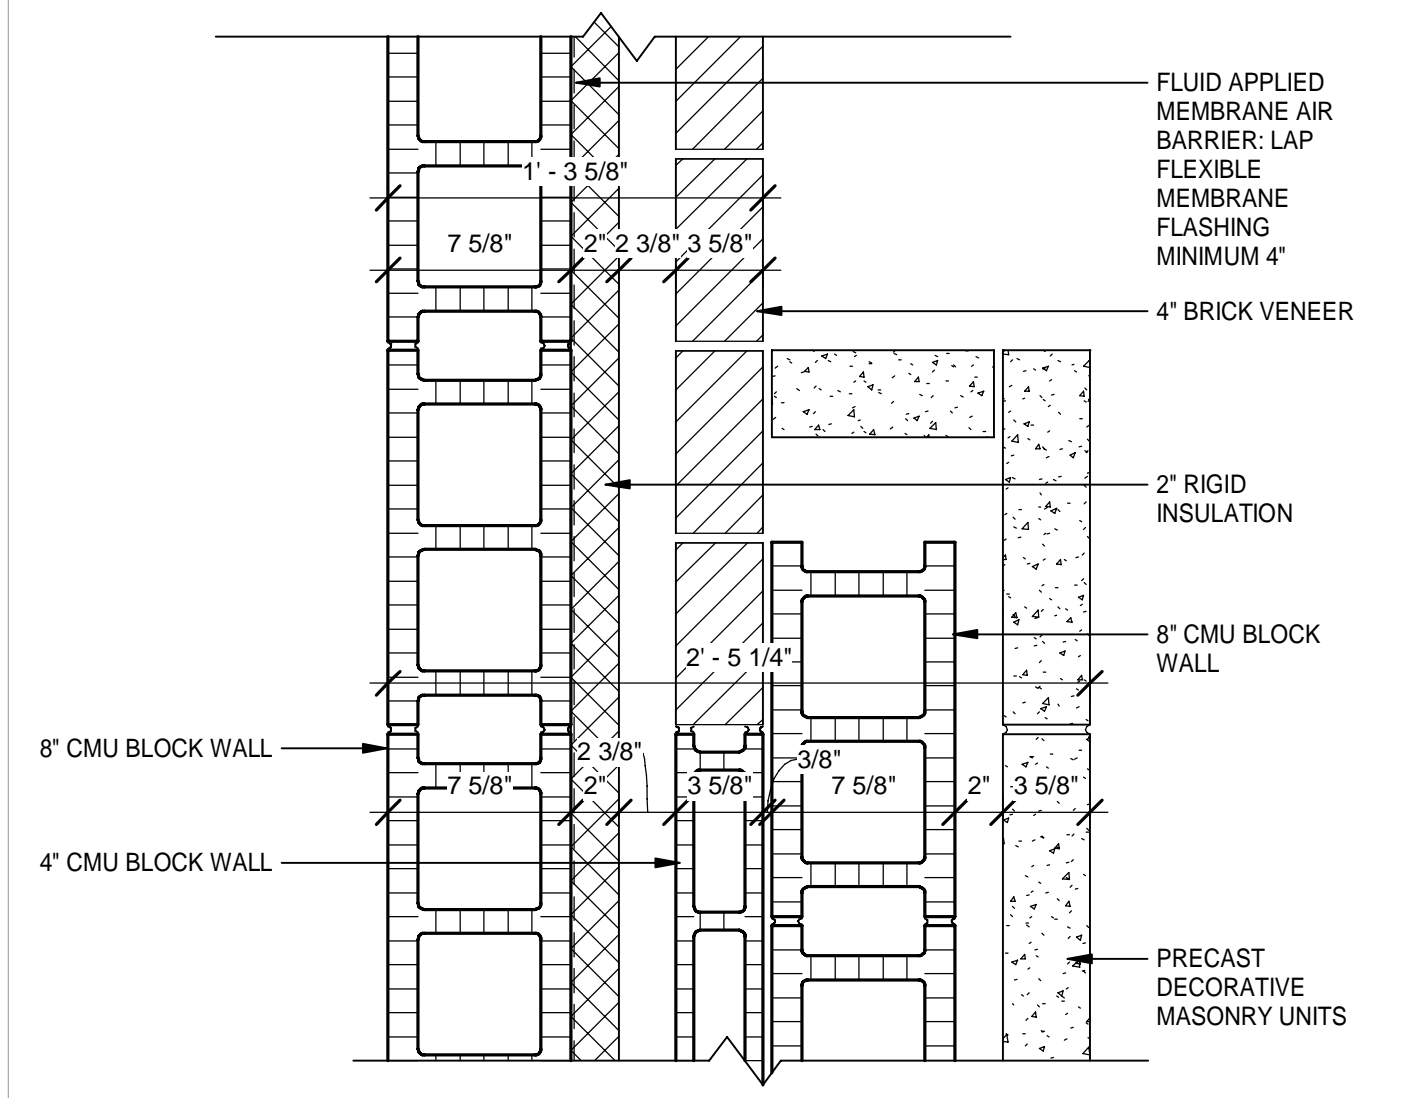 FLUID APPLIED
MEMBRANE AIR
BARRIER: LAP
FLEXIBLE
MEMBRANE
FLASHING
MINIMUM 4"
1' - 3 5/8"
7 5/8"
2"
2 3/8"
3 5/8"
4" BRICK VENEER
2" RIGID
INSULATION
8" CMU BLOCK
WALL
2' - 5 1/4"
8" CMU BLOCK WALL
2 3/8"
3/8"
7 5/8"
2"
3 5/8"
7 5/8"
2"
3 5/8"
4" CMU BLOCK WALL
PRECAST
DECORATIVE
MASONRY UNITS